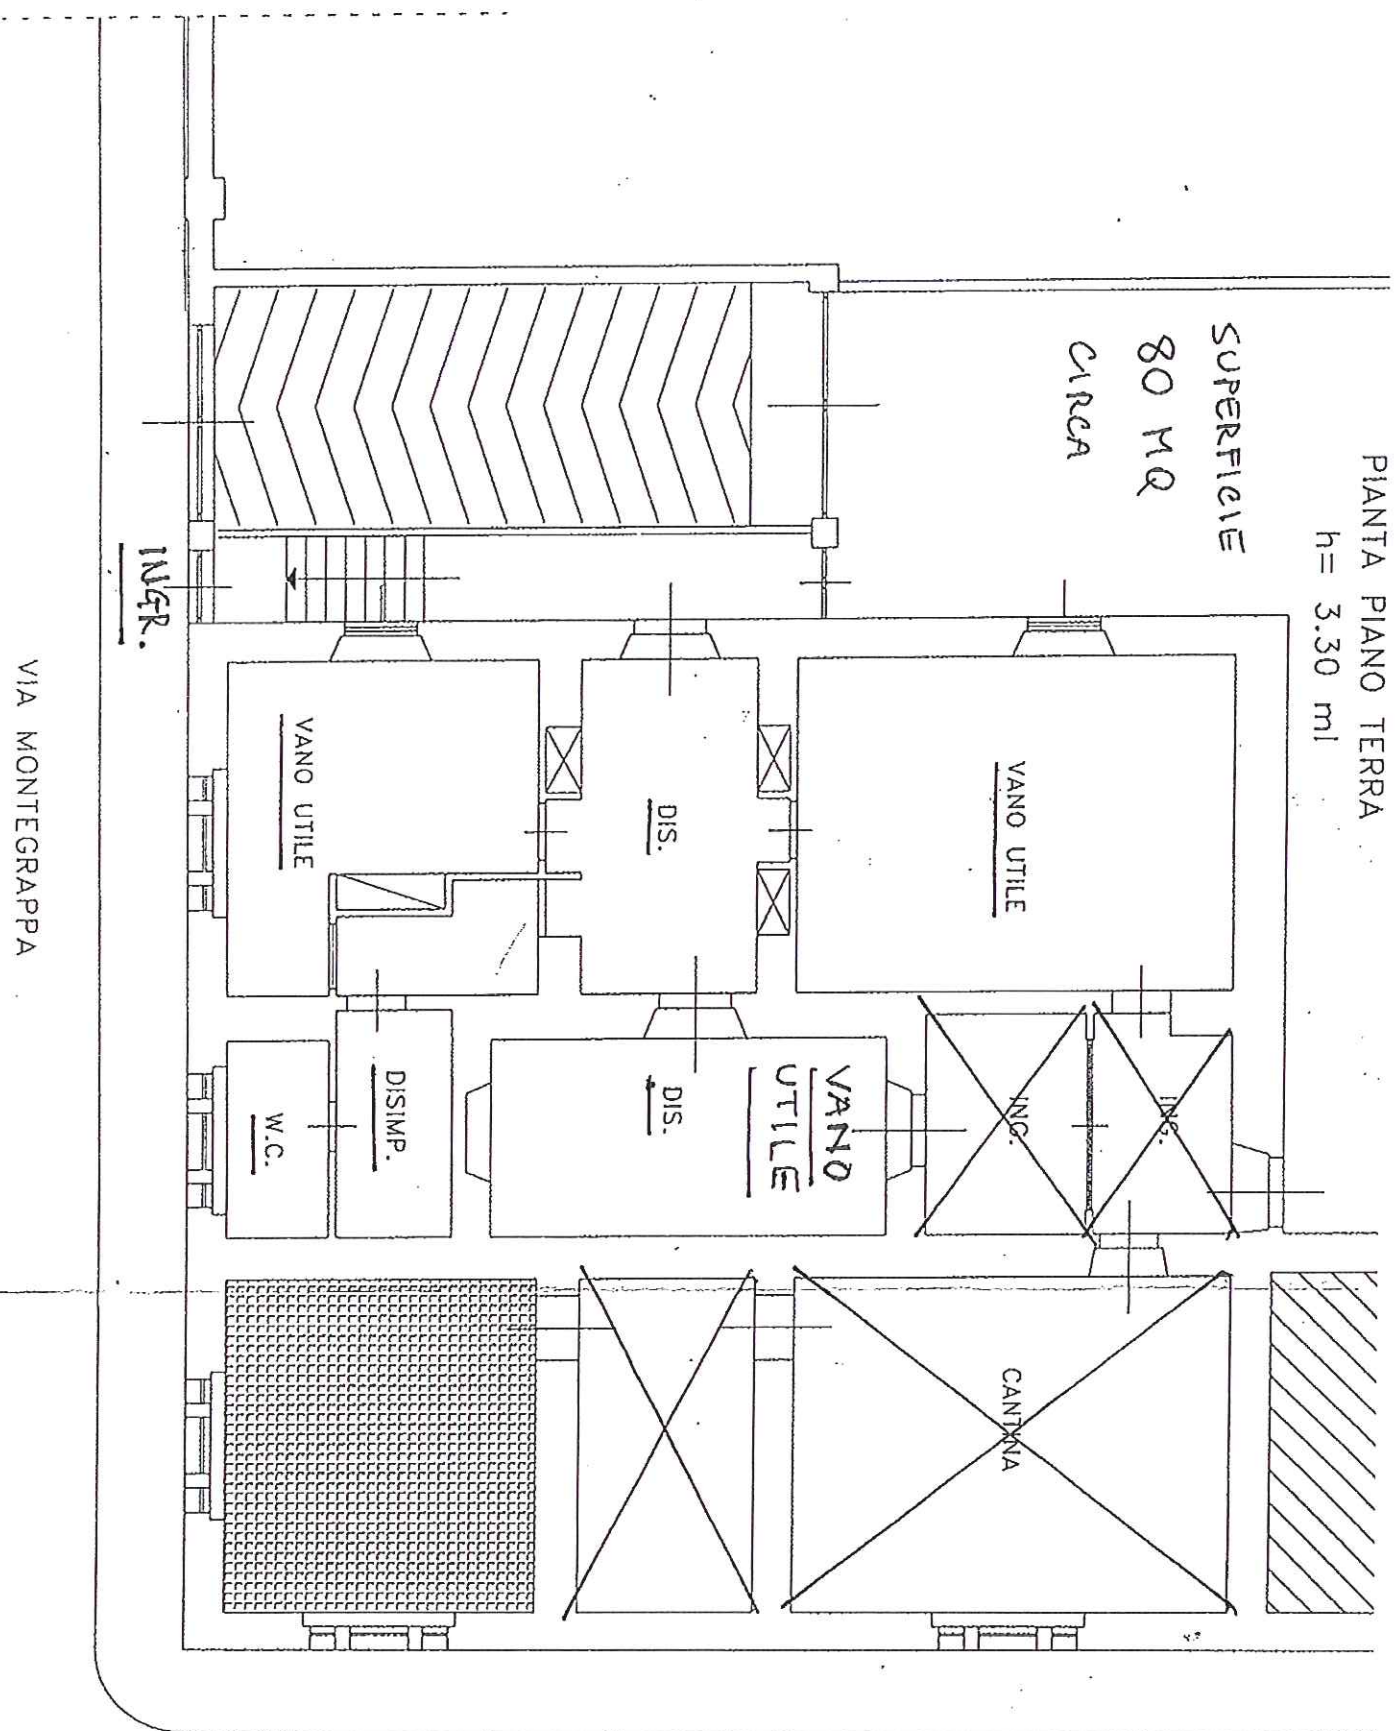 PIANTA PIANO TERRA
h= 3.30 ml
SUPERFICIE
80 MQ
CIRCA
VANO UTILE
ING.
ING.
CANTINA
VANO
UTILE
DIS.
DIS.
VANO UTILE
DISIMP.
W.C.
INGR.
VIA MONTEGRAPPA